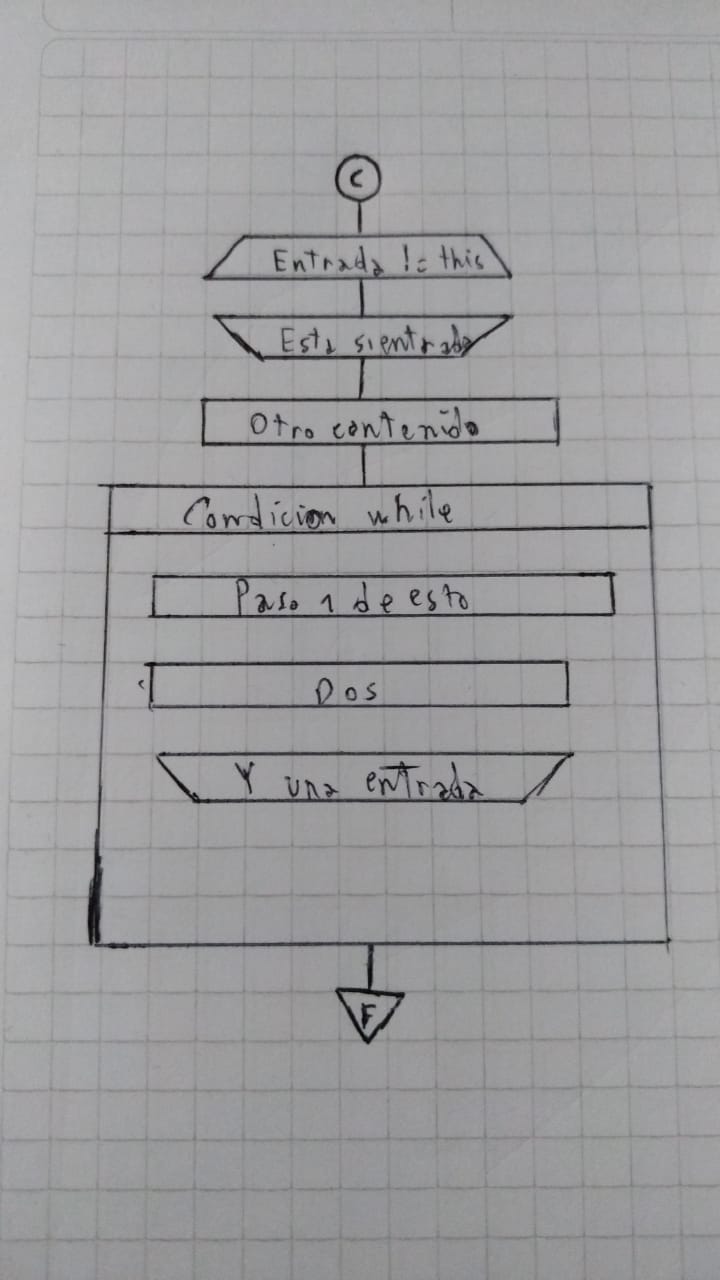 C
Entrada != this
Esta si entrada
Otro contenido
Condicion while
Paso 1 de esto
Dos
Y una entrada
F